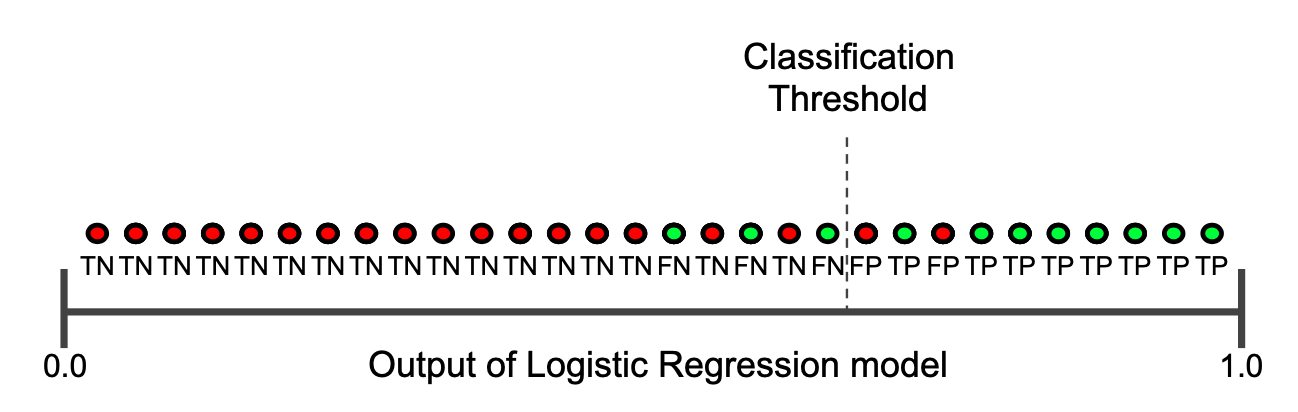 Classification
Threshold
TN TN TN TN TN TN TN TN TN TN TN TN TN TN TN FN TN FN TN FN FP TP FP TP TP TP TP TP TP TP
0.0
Output of Logistic Regression model
1.0